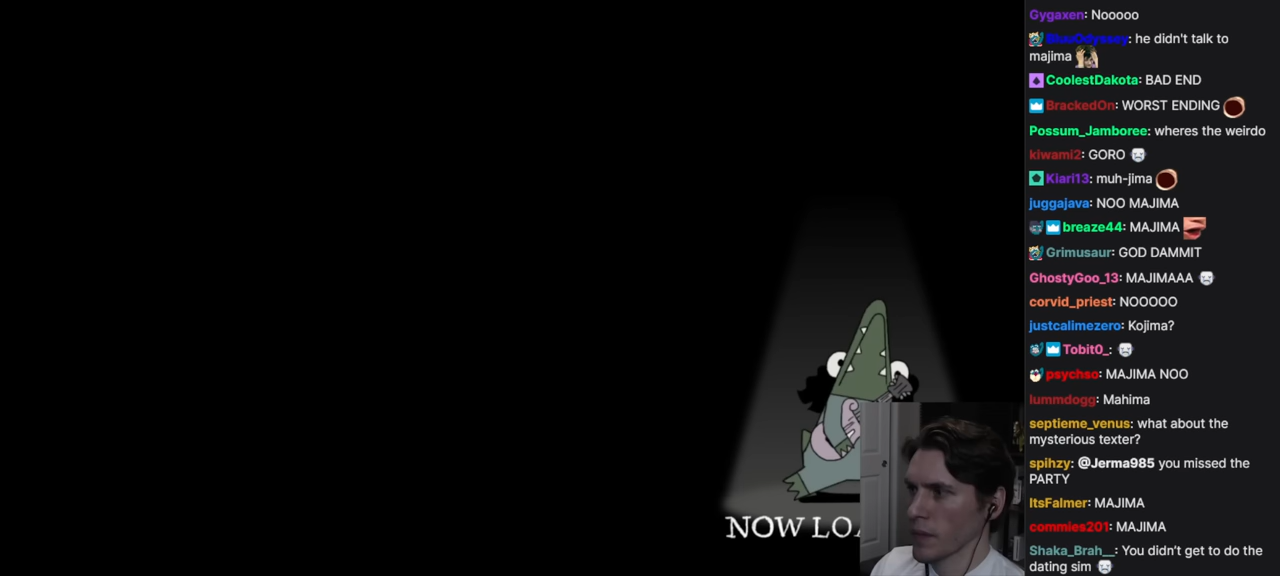 Gygaxen: Nooooo
BluuOdyssey: he didn't talk to
majima
CoolestDakota: BAD END
BrackedOn: WORST ENDING
Possum_Jamboree: wheres the weirdo
kiwami2: GORO
Kiari13: muh-jima
juggajava: NOO MAJIMA
breaze44: MAJIMA
Grimusaur: GOD DAMMIT
GhostyGoo_13: MAJIMAAA
corvid_priest: NOOOOO
justcalimezero: Kojima?
Tobit0_:
psychso: MAJIMA NOO
lummdogg: Mahima
septieme_venus: what about the
mysterious texter?
spihzy: @Jerma985 you missed the
PARTY
ItsFalmer: MAJIMA
commies201: MAJIMA
Shaka_Brah__: You didn't get to do the
dating sim
NOW LOA